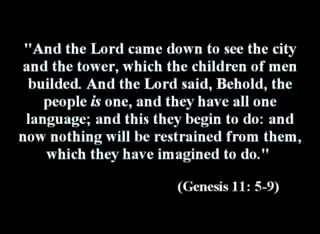 "And the Lord came down to see the city
and the tower, which the children of men
builded. And the Lord said, Behold, the
people is one, and they have all one
language; and this they begin to do: and
now nothing will be restrained from them,
which they have imagined to do."
(Genesis 11: 5-9)